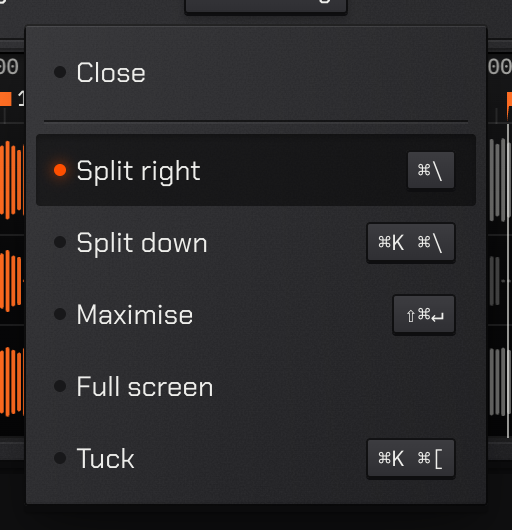 Close
Split right ⌘\
Split down ⌘K ⌘\
Maximise ⇧⌘↵
Full screen
Tuck ⌘K ⌘[